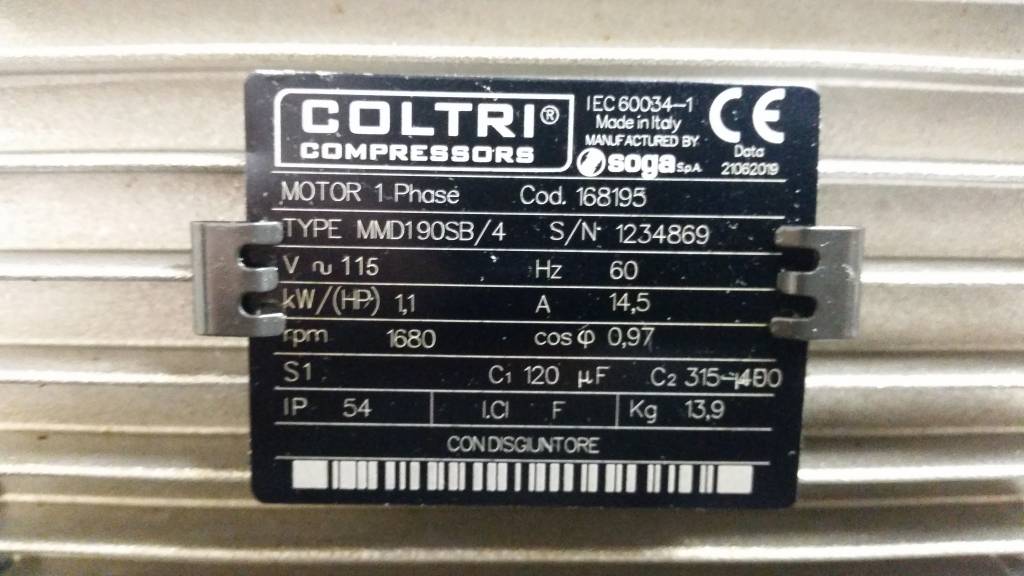 COLTRI®
COMPRESSORS
IEC 60034-1
Made in Italy
MANUFACTURED BY
soga S.p.A.
CE
Data
21062019
MOTOR 1-Phase Cod. 168195
TYPE MMD190SB/4 S/N 1234869
V ~ 115 Hz 60
kW/(HP) 1,1 A 14,5
rpm 1680 cos φ 0,97
S1 C1 120 µF C2 315-400
IP 54 I.Cl F Kg 13,9
CON DISGIUNTORE